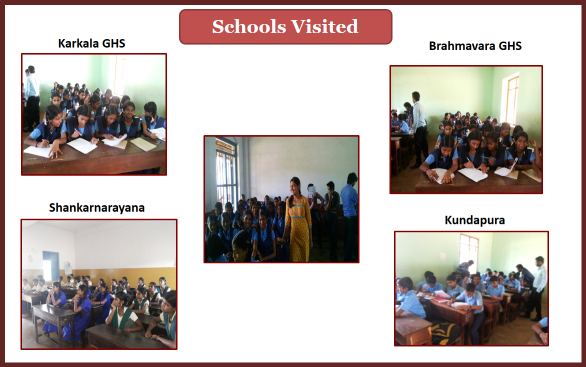 Schools Visited
Karkala GHS
Brahmavara GHS
Shankarnarayana
Kundapura